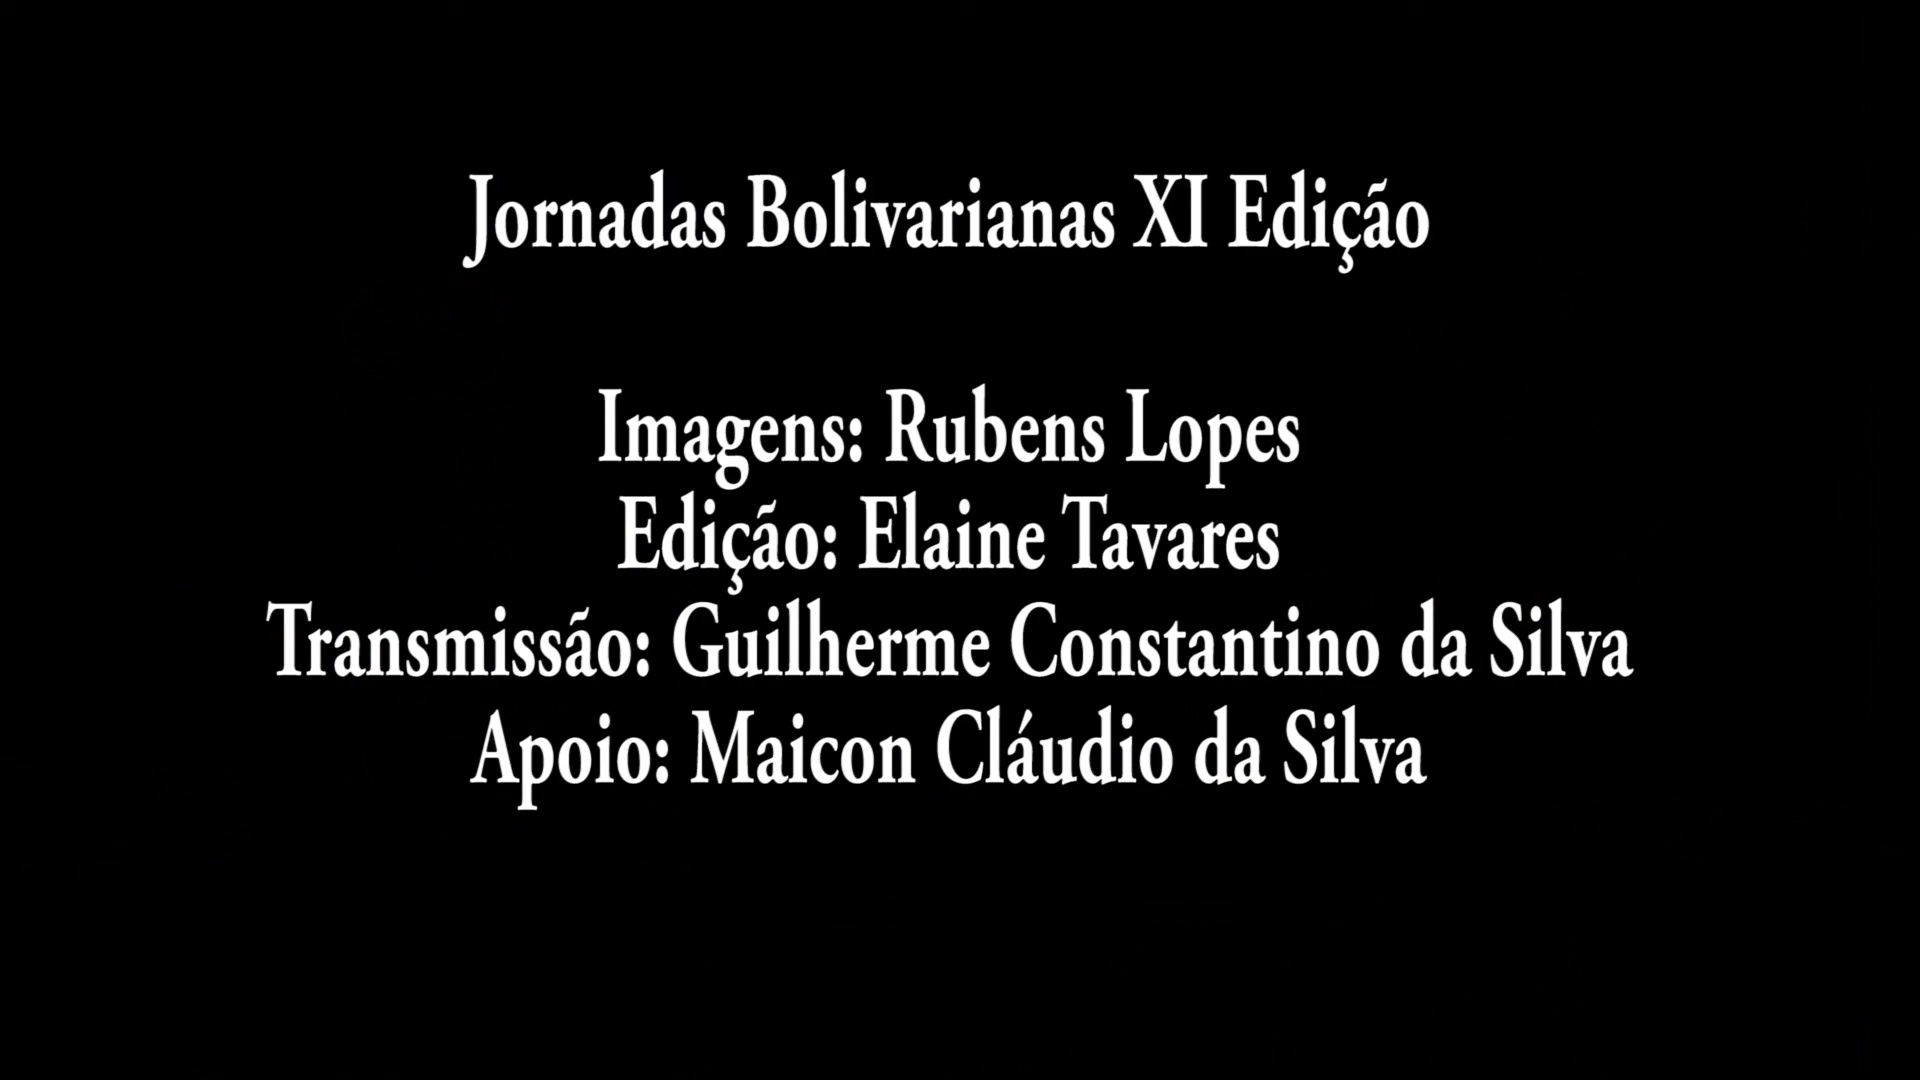 Jornadas Bolivarianas XI Edição
Imagens: Rubens Lopes
Edição: Elaine Tavares
Transmissão: Guilherme Constantino da Silva
Apoio: Maicon Cláudio da Silva